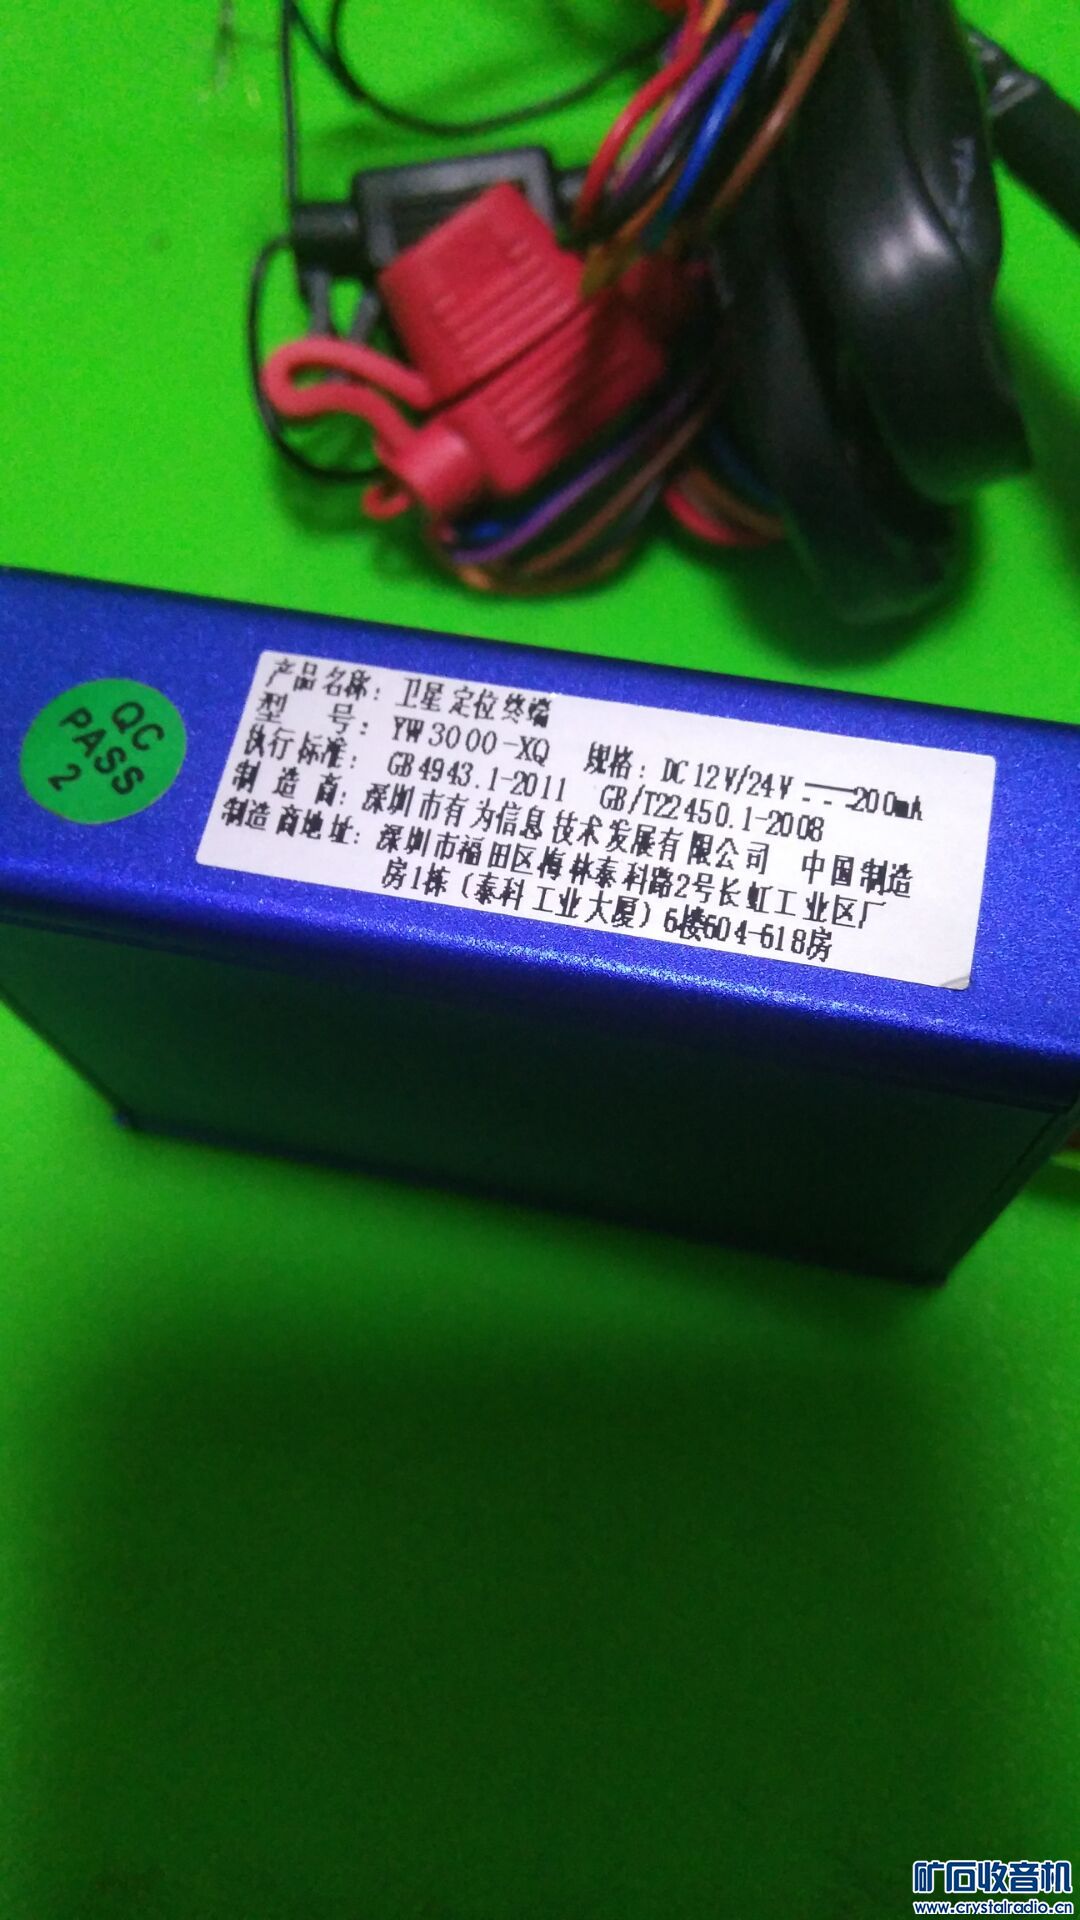 QC
PASS
2
产品名称：卫星定位终端
型 号：YW3000-XQ 规格：DC12V/24V 200mA
执行标准：GB4943.1-2011 GB/T22450.1-2008
制造商：深圳市有为信息技术发展有限公司 中国制造
制造商地址：深圳市福田区梅林泰科路2号长虹工业区厂
房1栋（泰科工业大厦）6楼604-618房
矿石收音机
www.crystalradio.cn